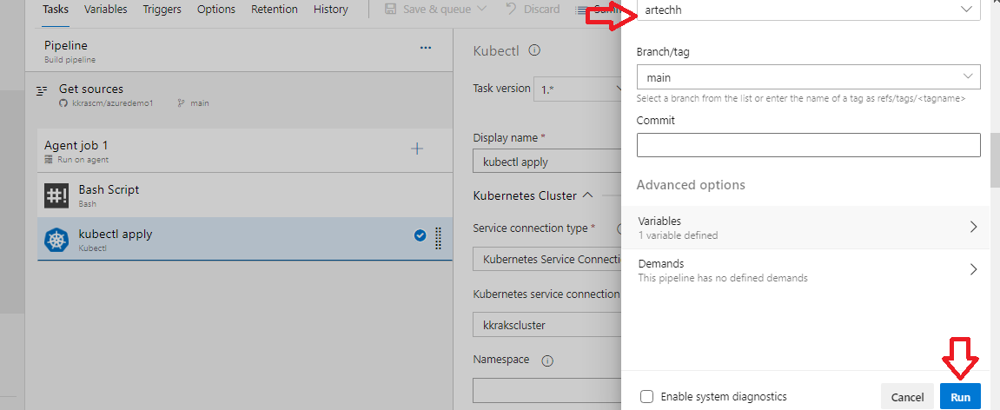 Tasks Variables Triggers Options Retention History Save & queue Discard
Pipeline
Build pipeline
Get sources
kkrascm/azuredemo1 main
Agent job 1
Run on agent
Bash Script
Bash
kubectl apply
Kubectl
Kubectl
Task version 1.*
Display name *
kubectl apply
Kubernetes Cluster
Service connection type *
Kubernetes Service Connecti
Kubernetes service connection
kkrakscluster
Namespace
artechh
Branch/tag
main
Select a branch from the list or enter the name of a tag as refs/tags/<tagname>
Commit
Advanced options
Variables
1 variable defined
Demands
This pipeline has no defined demands
Enable system diagnostics Cancel Run